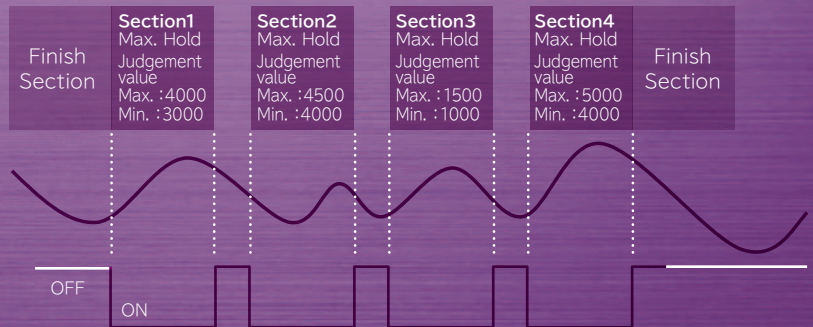 Finish
Section
Section1
Max. Hold
Judgement
value
Max. :4000
Min. :3000
Section2
Max. Hold
Judgement
value
Max. :4500
Min. :4000
Section3
Max. Hold
Judgement
value
Max. :1500
Min. :1000
Section4
Max. Hold
Judgement
value
Max. :5000
Min. :4000
Finish
Section
OFF
ON